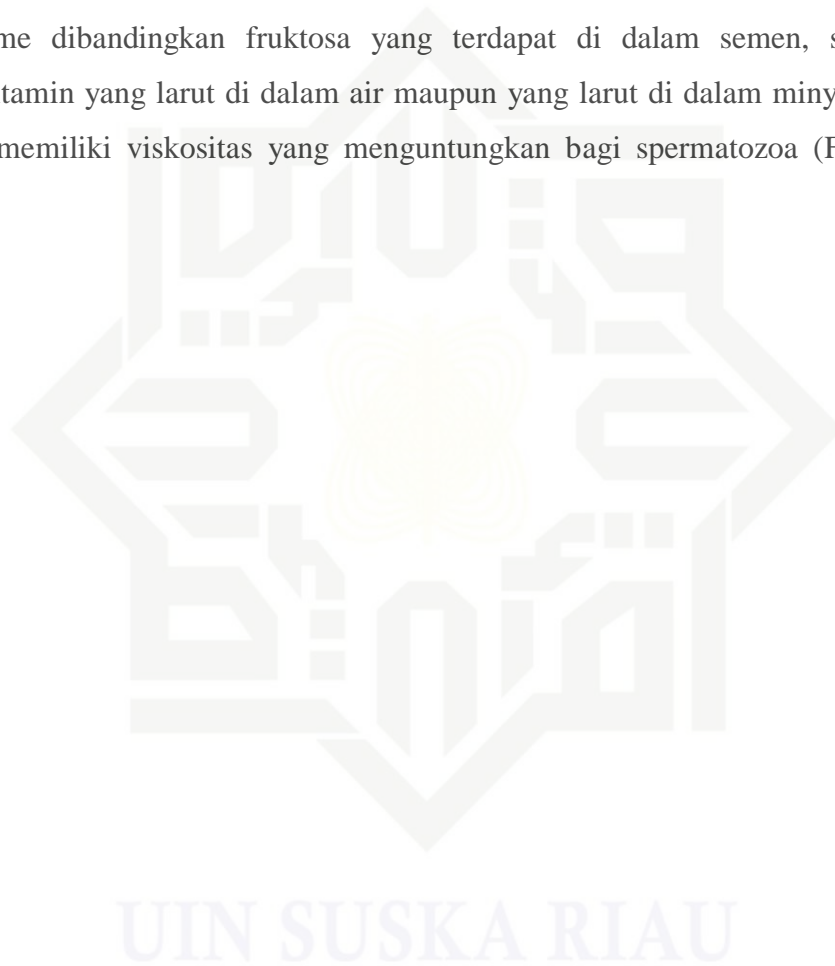 me dibandingkan fruktosa yang terdapat di dalam semen, s
tamin yang larut di dalam air maupun yang larut di dalam miny
memiliki viskositas yang menguntungkan bagi spermatozoa (F
UIN SUSKA RIAU